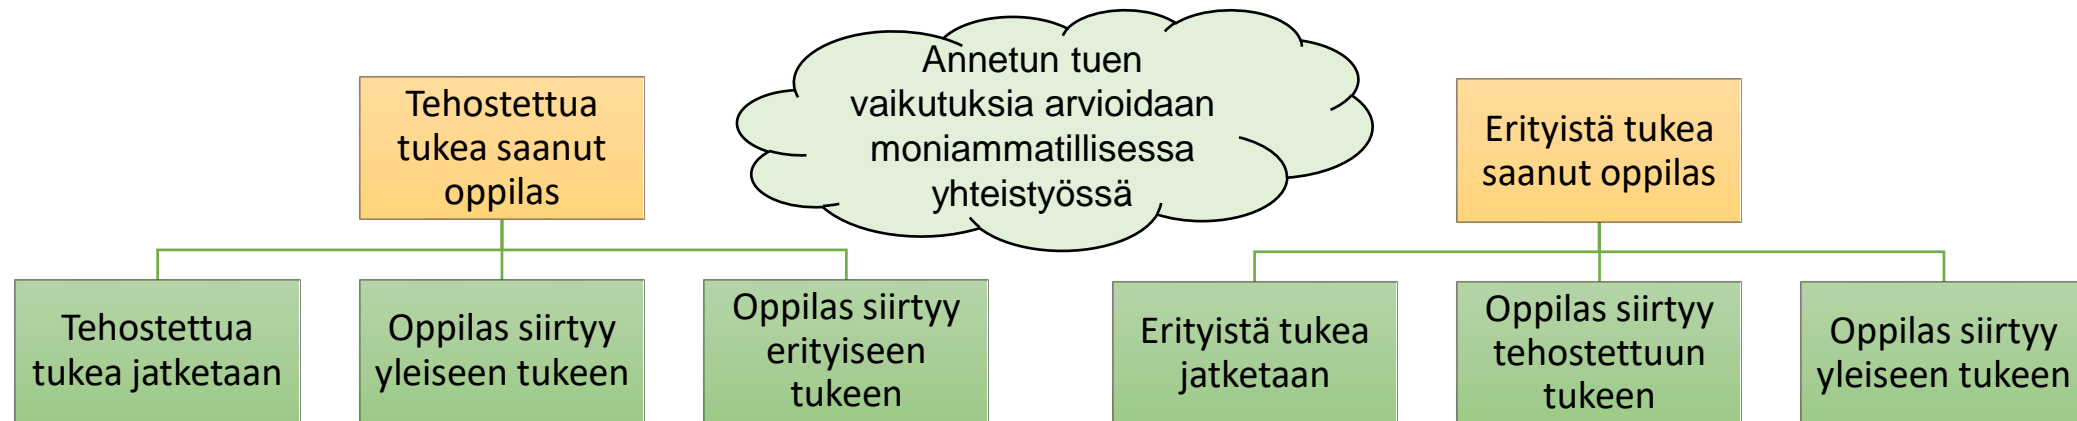 Annetun tuen
vaikutuksia arvioidaan
moniammatillisessa
yhteistyössä
Tehostettua
tukea saanut
oppilas
Erityistä tukea
saanut oppilas
Tehostettua
tukea jatketaan
Oppilas siirtyy
yleiseen tukeen
Oppilas siirtyy
erityiseen
tukeen
Erityistä tukea
jatketaan
Oppilas siirtyy
tehostettuun
tukeen
Oppilas siirtyy
yleiseen tukeen